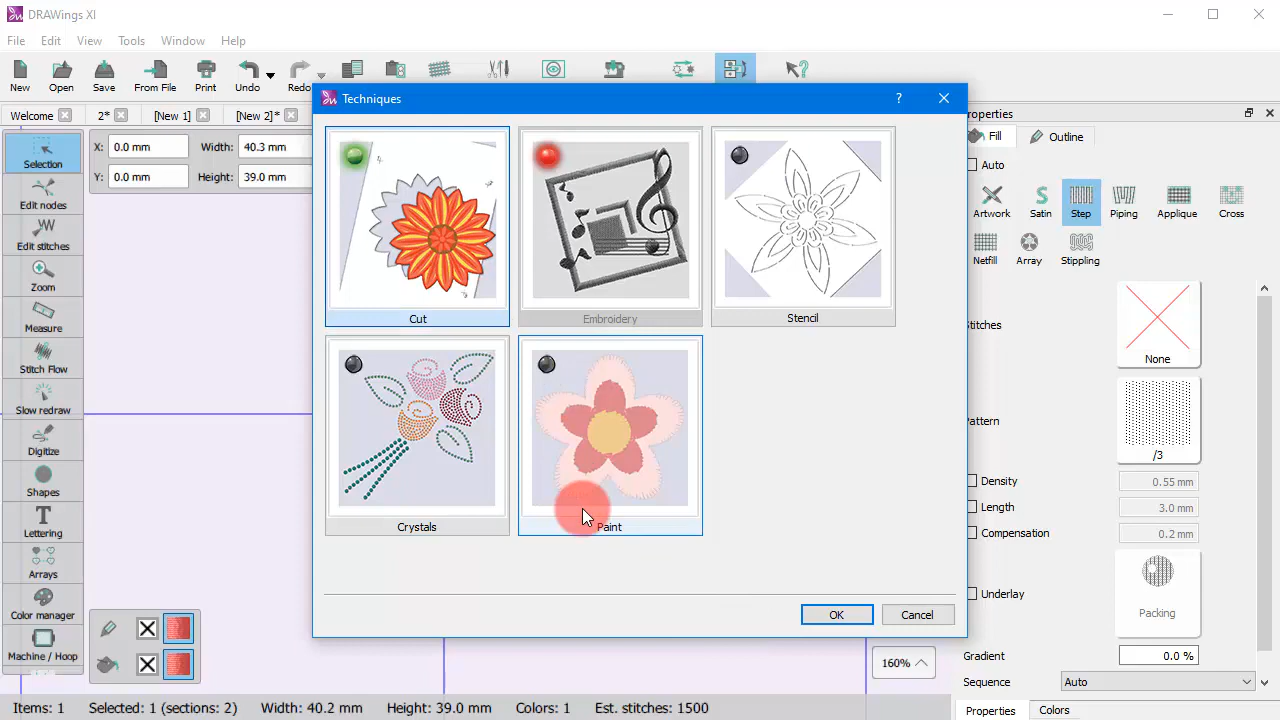 DRAWings XI
File Edit View Tools Window Help
New Open Save From File Print Undo Redo
Welcome 2* [New 1] [New 2]*
Selection
Edit nodes
Edit stitches
Zoom
Measure
Stitch Flow
Slow redraw
Digitize
Shapes
Lettering
Arrays
Color manager
Machine / Hoop
X: 0.0 mm Width: 40.3 mm
Y: 0.0 mm Height: 39.0 mm
Techniques
?
Cut Embroidery Stencil
Crystals Paint
OK Cancel
160%
roperties
Fill Outline
Auto
Artwork Satin Step Piping Applique Cross
Netfill Array Stippling
Stitches
None
attern
/3
Density 0.55 mm
Length 3.0 mm
Compensation 0.2 mm
Underlay
Packing
Gradient 0.0 %
Sequence Auto
Properties Colors
Items: 1 Selected: 1 (sections: 2) Width: 40.2 mm Height: 39.0 mm Colors: 1 Est. stitches: 1500